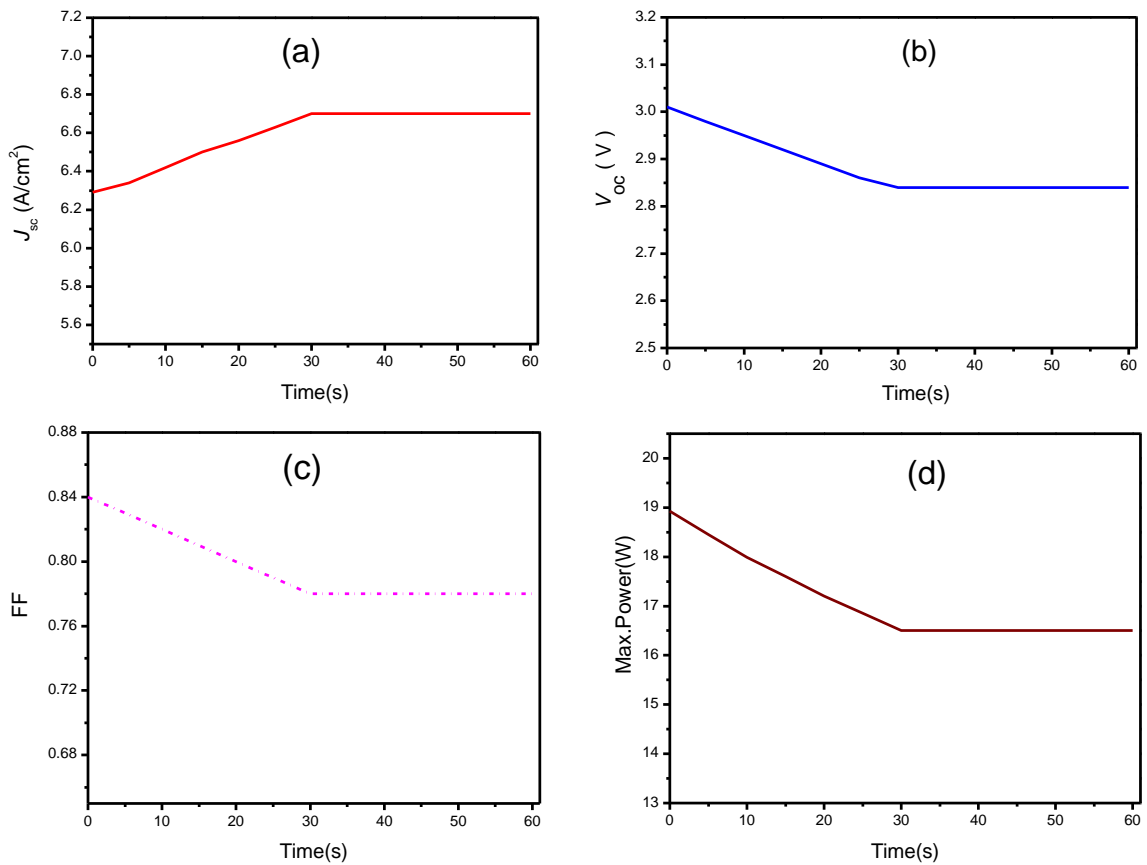 (a)
7.2
7.0
6.8
6.6
6.4
6.2
6.0
5.8
5.6
J_sc (A/cm²)
0 10 20 30 40 50 60
Time(s)
(b)
3.2
3.1
3.0
2.9
2.8
2.7
2.6
2.5
V_oc ( V )
0 10 20 30 40 50 60
Time(s)
(c)
0.88
0.84
0.80
0.76
0.72
0.68
FF
0 10 20 30 40 50 60
Time(s)
(d)
20
19
18
17
16
15
14
13
Max.Power(W)
0 10 20 30 40 50 60
Time(s)